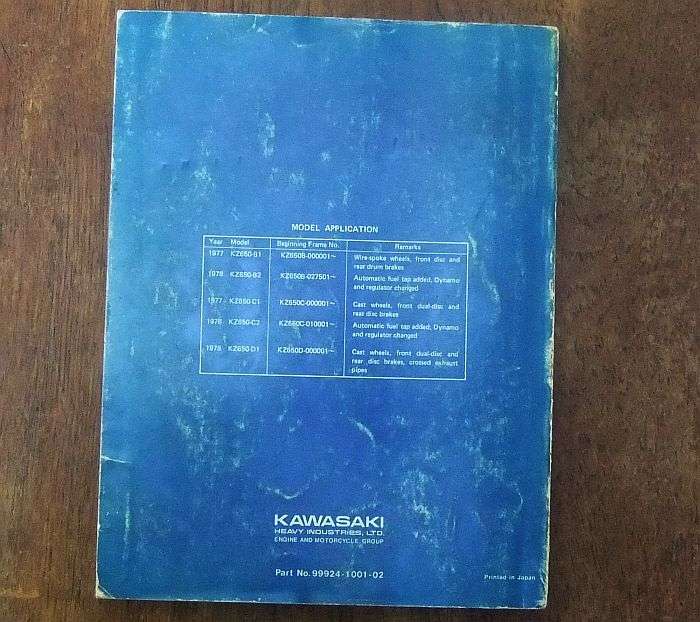 MODEL APPLICATION
Year Model Beginning Frame No. Remarks
1977 KZ650-B1 KZ650B-000001~ Wire-spoke wheels, front disc and
rear drum brakes
1978 KZ650-B2 KZ650B-027501~ Automatic fuel tap added, Dynamo
and regulator changed
1977 KZ650-C1 KZ650C-000001~ Cast wheels, front dual-disc and
rear disc brakes
1978 KZ650-C2 KZ650C-010001~ Automatic fuel tap added, Dynamo
and regulator changed
1978 KZ650-D1 KZ650D-000001~ Cast wheels, front dual-disc and
rear disc brakes, crossed exhaust
pipes
KAWASAKI
HEAVY INDUSTRIES, LTD.
ENGINE AND MOTORCYCLE GROUP
Part No. 99924-1001-02
Printed in Japan